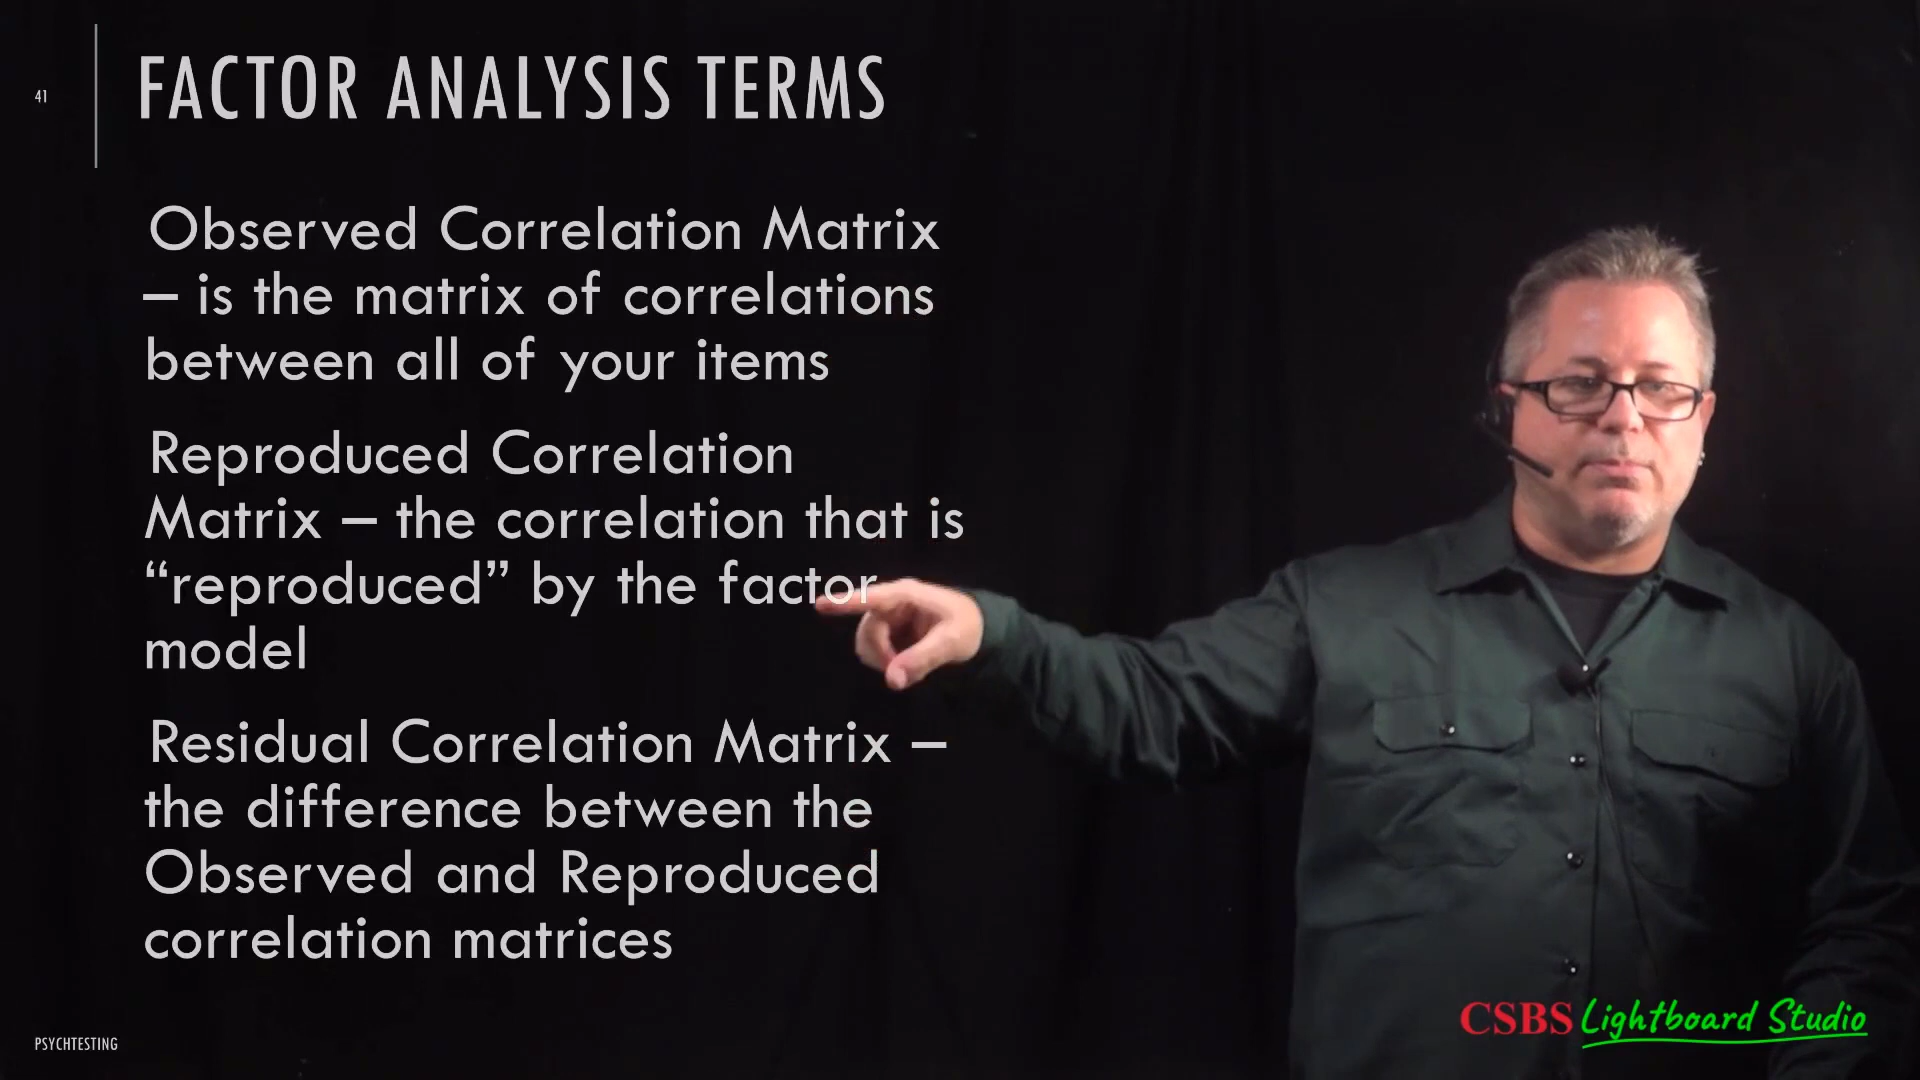 41
FACTOR ANALYSIS TERMS
Observed Correlation Matrix
– is the matrix of correlations
between all of your items
Reproduced Correlation
Matrix – the correlation that is
“reproduced” by the factor
model
Residual Correlation Matrix –
the difference between the
Observed and Reproduced
correlation matrices
PSYCHTESTING
CSBS Lightboard Studio